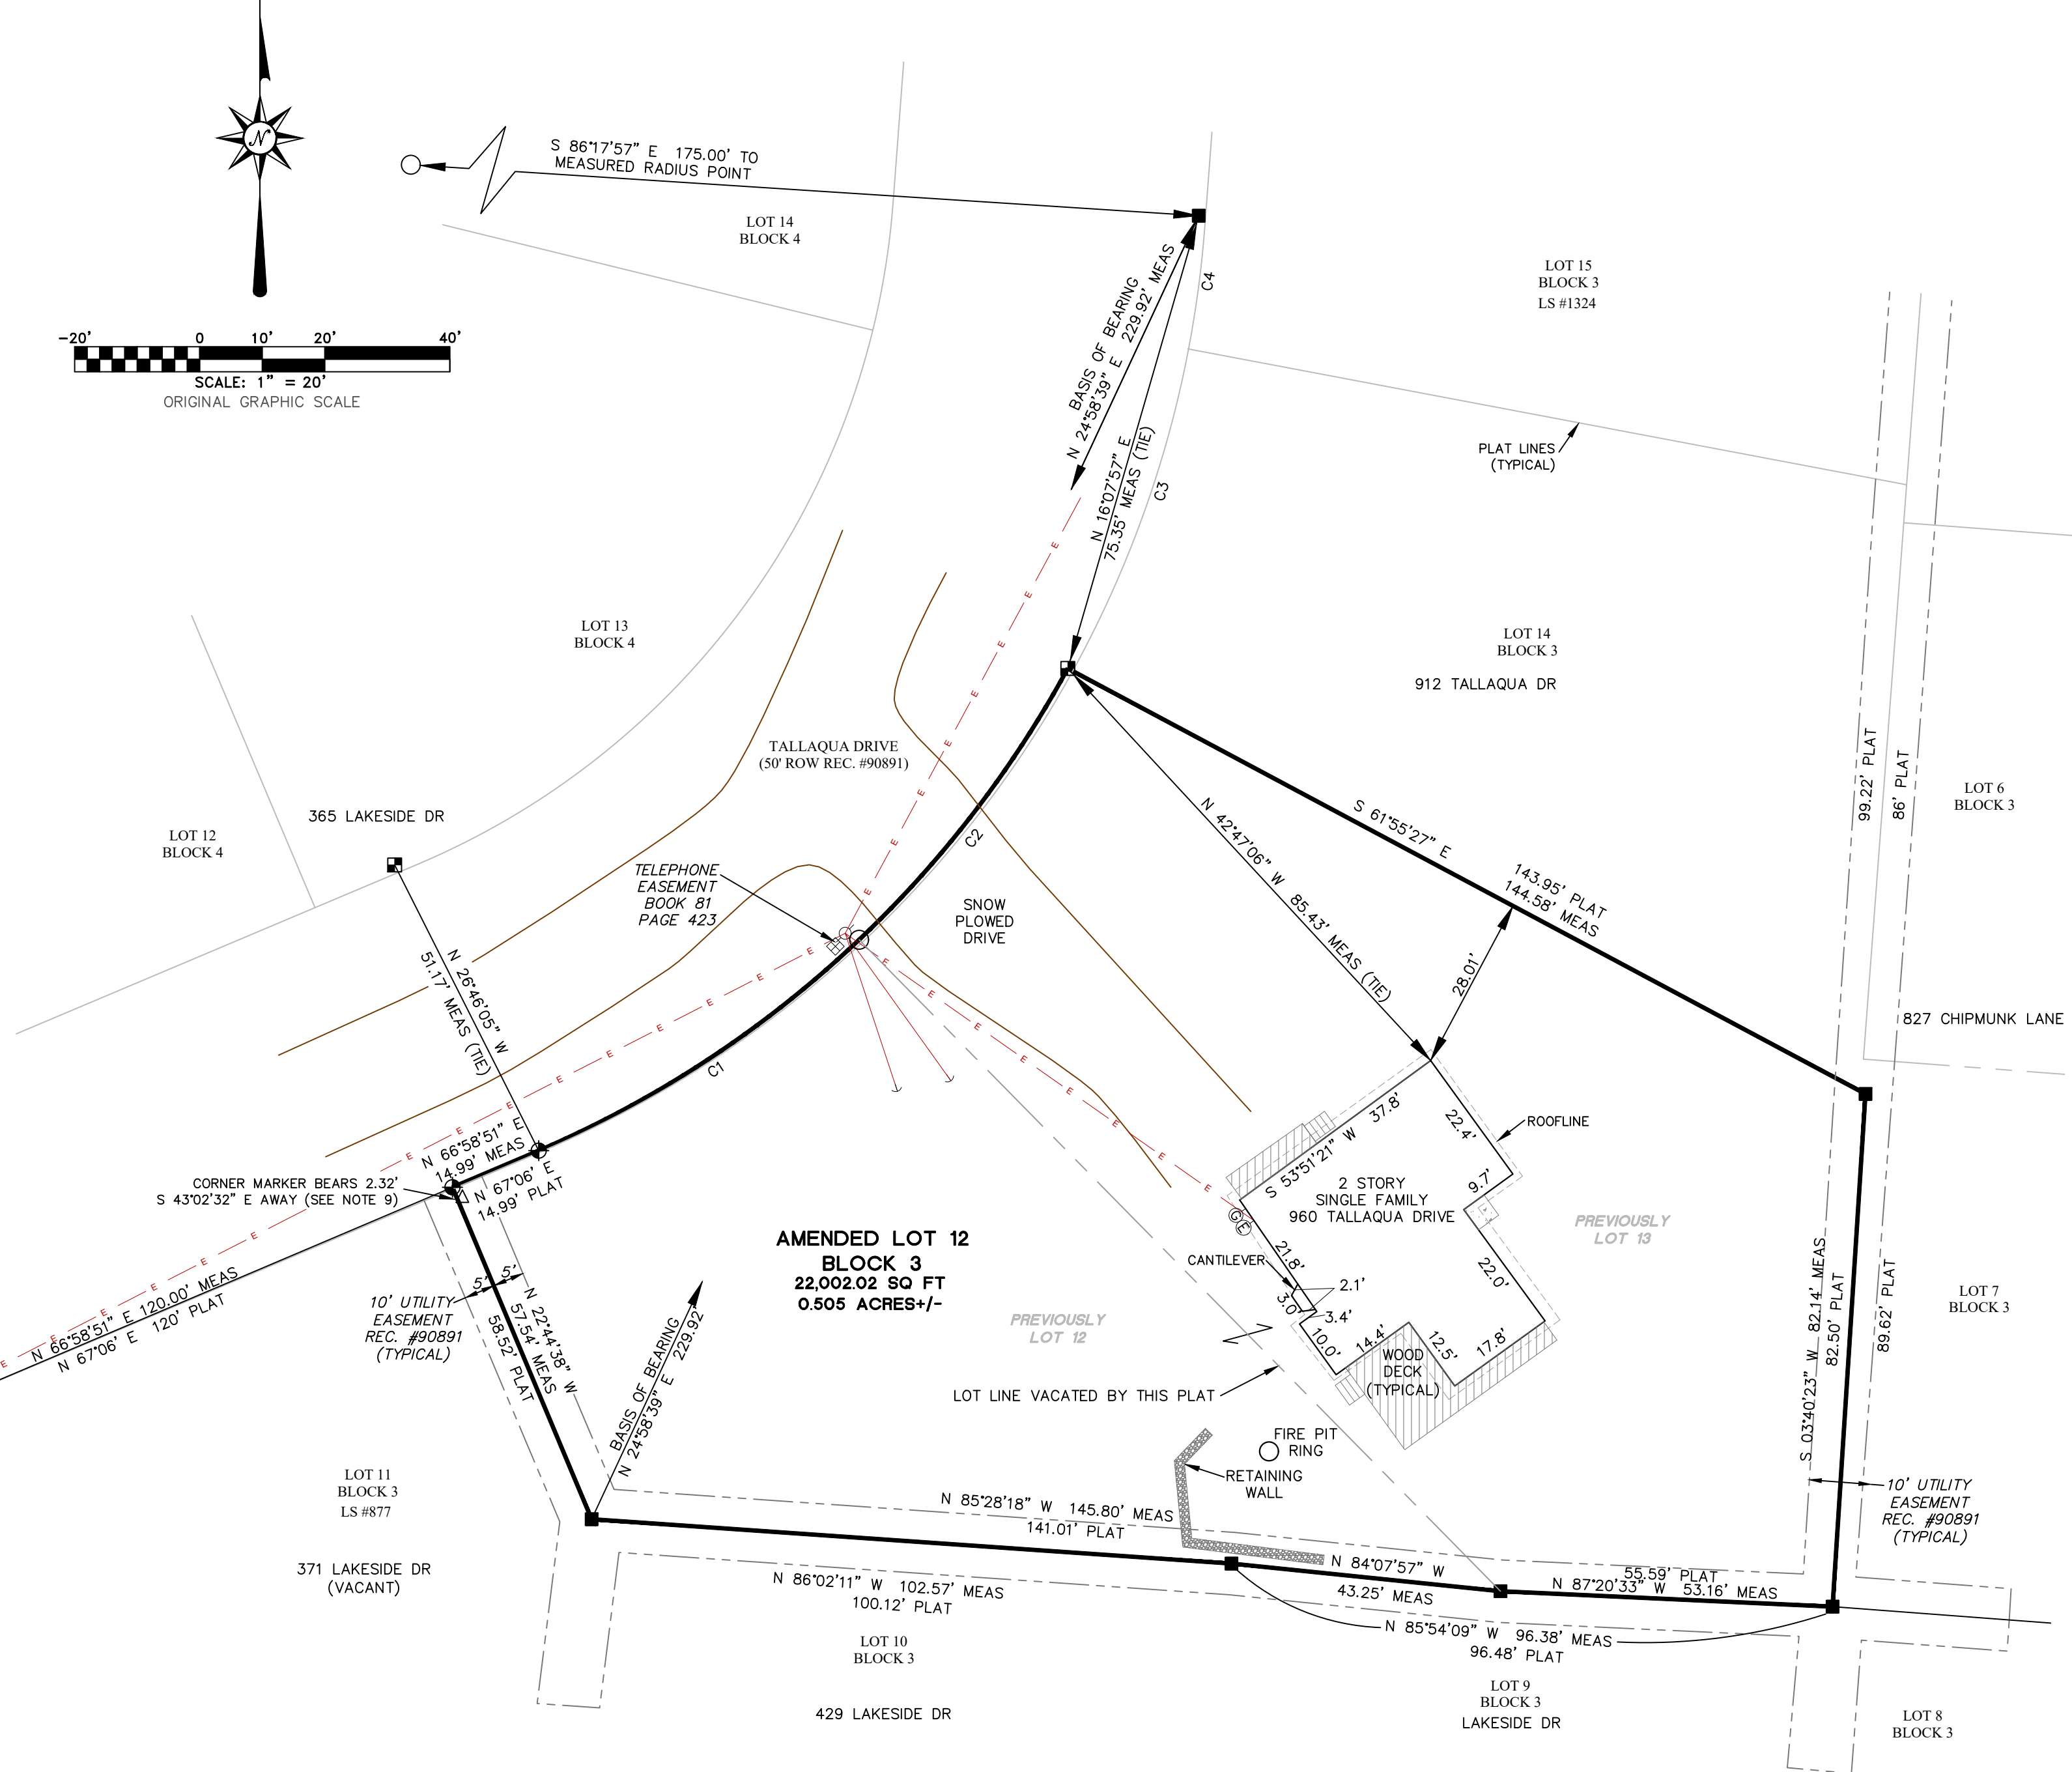 N
S 86°17'57" E 175.00' TO
MEASURED RADIUS POINT
LOT 14
BLOCK 4
-20' 0 10' 20' 40'
SCALE: 1" = 20'
ORIGINAL GRAPHIC SCALE
BASIS OF BEARING
N 24°58'39" E 229.92' MEAS
C4
LOT 15
BLOCK 3
LS #1324
PLAT LINES
(TYPICAL)
N 16°07'57" E
75.35' MEAS (TIE)
C3
LOT 13
BLOCK 4
LOT 14
BLOCK 3
912 TALLAQUA DR
TALLAQUA DRIVE
(50' ROW REC. #90891)
99.22' PLAT
86' PLAT
LOT 6
BLOCK 3
365 LAKESIDE DR
LOT 12
BLOCK 4
S 61°55'27" E
143.95' PLAT
144.58' MEAS
C2
N 42°47'06" W 85.43' MEAS (TIE)
28.01'
TELEPHONE
EASEMENT
BOOK 81
PAGE 423
SNOW
PLOWED
DRIVE
N 26°46'05" W
51.17' MEAS (TIE)
C1
827 CHIPMUNK LANE
E E E E E E E E E E E E E E E E E E E E E E E E E E E E E
N 66°58'51" E
14.99' MEAS
N 67°06' E
14.99' PLAT
CORNER MARKER BEARS 2.32'
S 43°02'32" E AWAY (SEE NOTE 9)
37.8'
S 53°51'21" W
22.4'
ROOFLINE
9.7'
2 STORY
SINGLE FAMILY
960 TALLAQUA DRIVE
G
E
PREVIOUSLY
LOT 13
AMENDED LOT 12
BLOCK 3
22,002.02 SQ FT
0.505 ACRES+/-
CANTILEVER
21.8'
2.1'
3.0'
3.4'
22.0'
10.0'
14.4'
12.5'
17.8'
WOOD
DECK
(TYPICAL)
PREVIOUSLY
LOT 12
S 03°40'23" W 82.14' MEAS
82.50' PLAT
89.62' PLAT
LOT 7
BLOCK 3
N 66°58'51" E 120.00' MEAS
N 67°06' E 120' PLAT
5' 5'
10' UTILITY
EASEMENT
REC. #90891
(TYPICAL)
N 22°44'38" W
57.54' MEAS
58.52' PLAT
BASIS OF BEARING
N 24°58'39" E 229.92'
LOT LINE VACATED BY THIS PLAT
FIRE PIT
RING
RETAINING
WALL
LOT 11
BLOCK 3
LS #877
371 LAKESIDE DR
(VACANT)
N 85°28'18" W 145.80' MEAS
141.01' PLAT
N 86°02'11" W 102.57' MEAS
100.12' PLAT
N 84°07'57" W
43.25' MEAS
55.59' PLAT
N 87°20'33" W 53.16' MEAS
N 85°54'09" W 96.38' MEAS
96.48' PLAT
10' UTILITY
EASEMENT
REC. #90891
(TYPICAL)
LOT 10
BLOCK 3
429 LAKESIDE DR
LOT 9
BLOCK 3
LAKESIDE DR
LOT 8
BLOCK 3